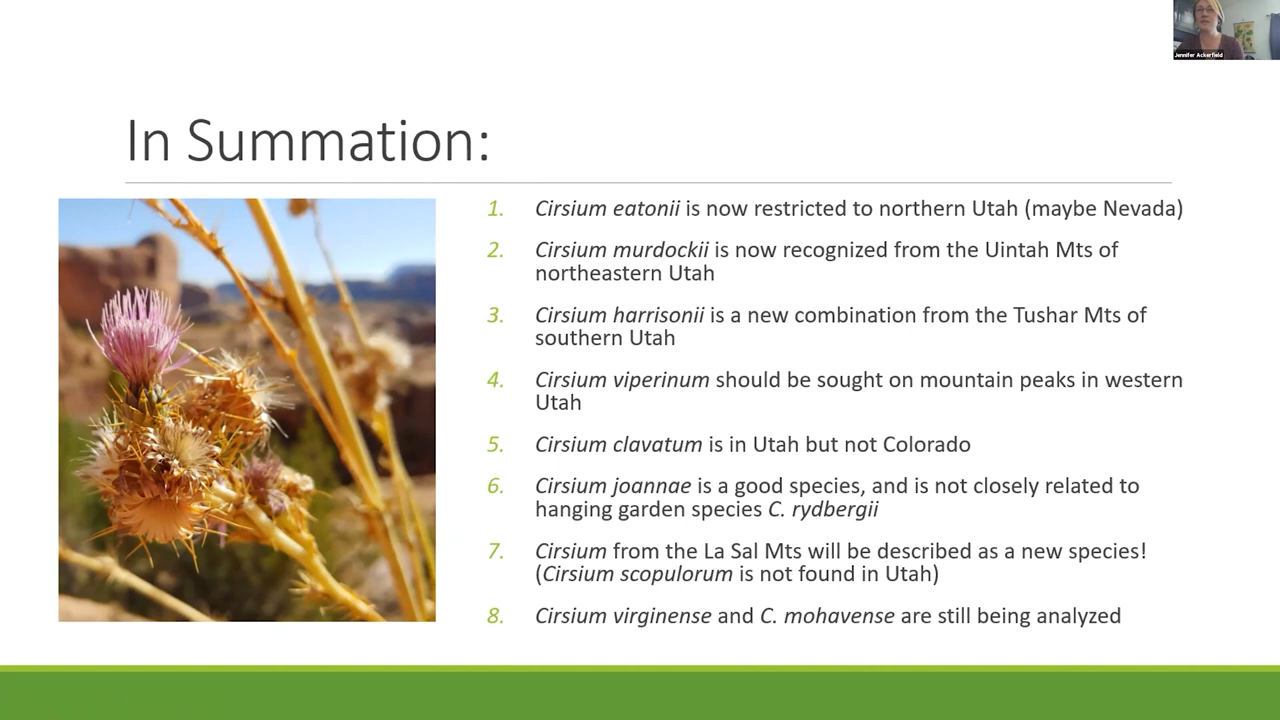 Jennifer Ackerfield
In Summation:
1. Cirsium eatonii is now restricted to northern Utah (maybe Nevada)
2. Cirsium murdockii is now recognized from the Uintah Mts of
northeastern Utah
3. Cirsium harrisonii is a new combination from the Tushar Mts of
southern Utah
4. Cirsium viperinum should be sought on mountain peaks in western
Utah
5. Cirsium clavatum is in Utah but not Colorado
6. Cirsium joannae is a good species, and is not closely related to
hanging garden species C. rydbergii
7. Cirsium from the La Sal Mts will be described as a new species!
(Cirsium scopulorum is not found in Utah)
8. Cirsium virginense and C. mohavense are still being analyzed